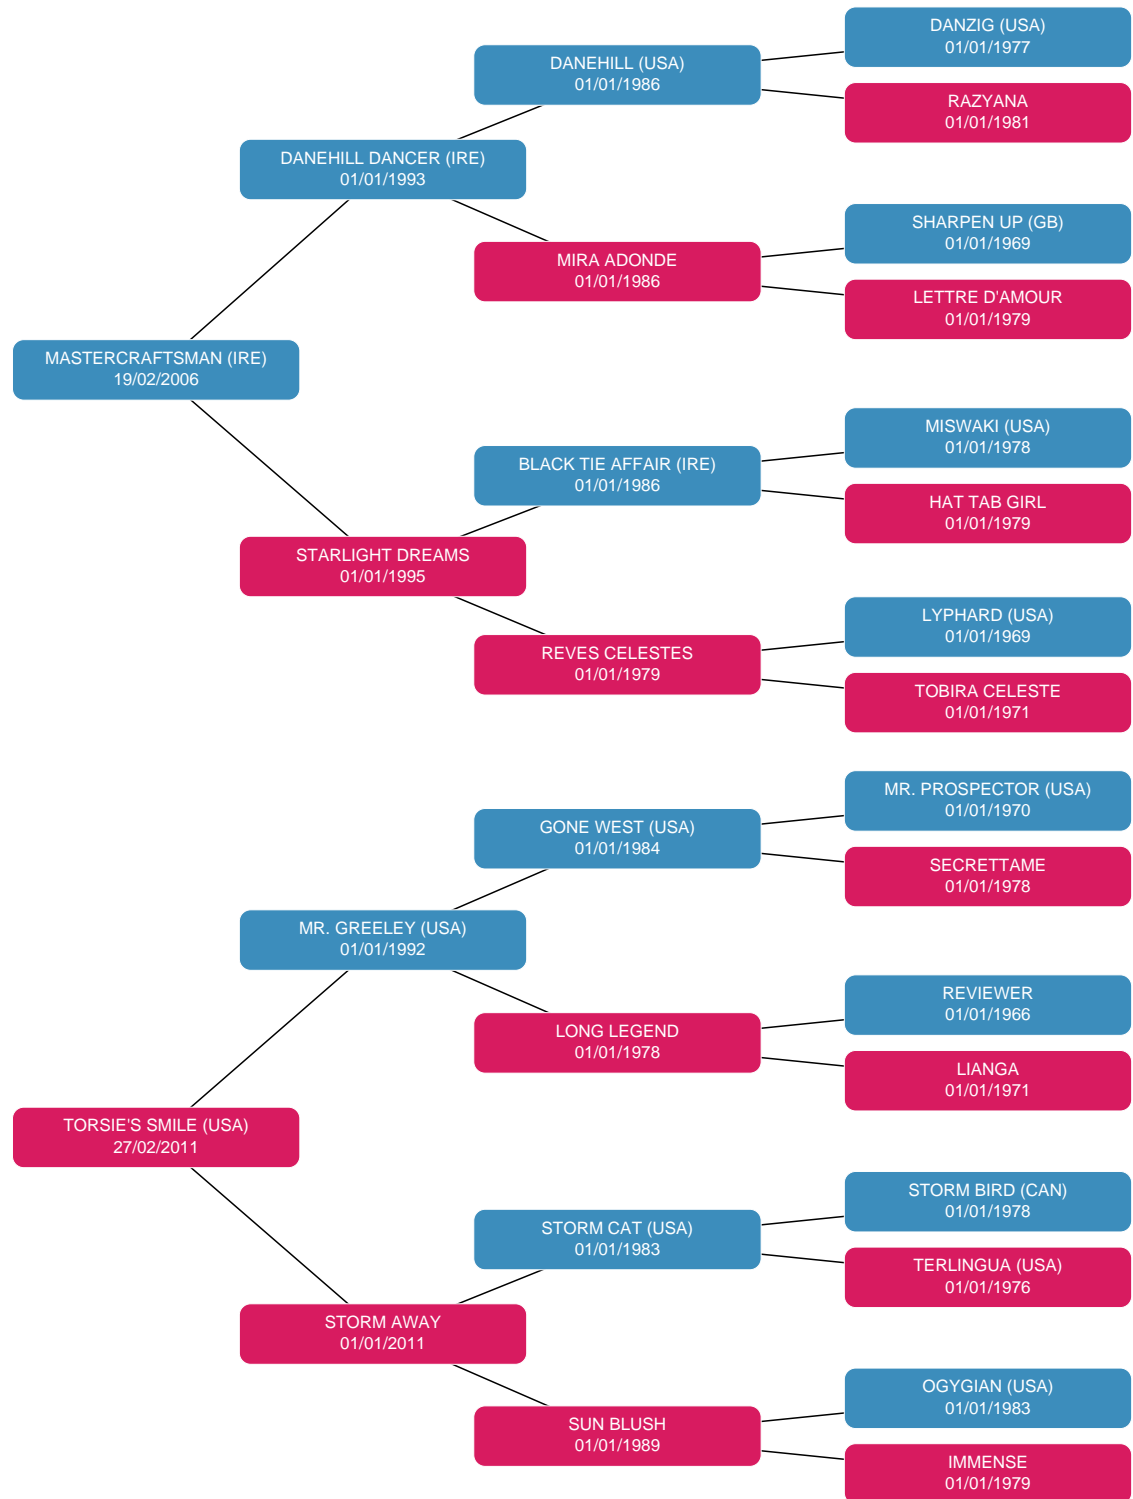 DANZIG (USA)
01/01/1977
DANEHILL (USA)
01/01/1986
RAZYANA
01/01/1981
DANEHILL DANCER (IRE)
01/01/1993
SHARPEN UP (GB)
01/01/1969
MIRA ADONDE
01/01/1986
LETTRE D'AMOUR
01/01/1979
MASTERCRAFTSMAN (IRE)
19/02/2006
MISWAKI (USA)
01/01/1978
BLACK TIE AFFAIR (IRE)
01/01/1986
HAT TAB GIRL
01/01/1979
STARLIGHT DREAMS
01/01/1995
LYPHARD (USA)
01/01/1969
REVES CELESTES
01/01/1979
TOBIRA CELESTE
01/01/1971
MR. PROSPECTOR (USA)
01/01/1970
GONE WEST (USA)
01/01/1984
SECRETTAME
01/01/1978
MR. GREELEY (USA)
01/01/1992
REVIEWER
01/01/1966
LONG LEGEND
01/01/1978
LIANGA
01/01/1971
TORSIE'S SMILE (USA)
27/02/2011
STORM BIRD (CAN)
01/01/1978
STORM CAT (USA)
01/01/1983
TERLINGUA (USA)
01/01/1976
STORM AWAY
01/01/2011
OGYGIAN (USA)
01/01/1983
SUN BLUSH
01/01/1989
IMMENSE
01/01/1979